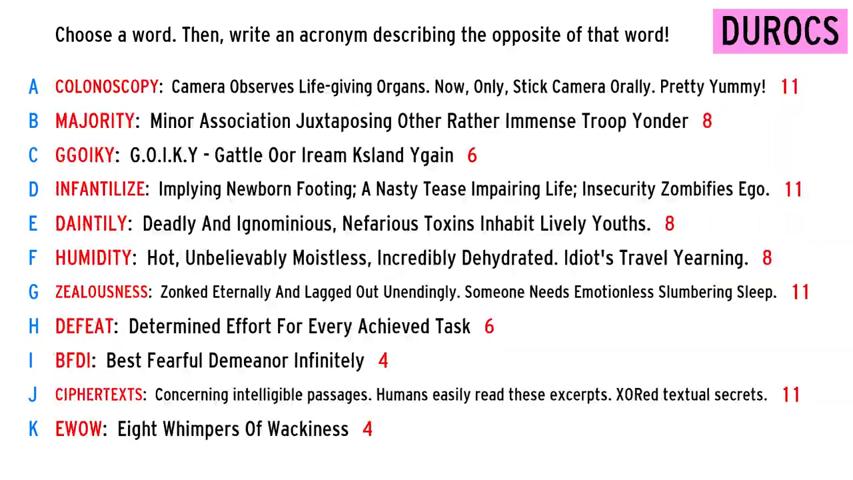 Choose a word. Then, write an acronym describing the opposite of that word!
DUROCS
A COLONOSCOPY: Camera Observes Life-giving Organs. Now, Only, Stick Camera Orally. Pretty Yummy! 11
B MAJORITY: Minor Association Juxtaposing Other Rather Immense Troop Yonder 8
C GGOIKY: G.O.I.K.Y - Gattle Oor Iream Ksland Ygain 6
D INFANTILIZE: Implying Newborn Footing; A Nasty Tease Impairing Life; Insecurity Zombifies Ego. 11
E DAINTILY: Deadly And Ignominious, Nefarious Toxins Inhabit Lively Youths. 8
F HUMIDITY: Hot, Unbelievably Moistless, Incredibly Dehydrated. Idiot's Travel Yearning. 8
G ZEALOUSNESS: Zonked Eternally And Lagged Out Unendingly. Someone Needs Emotionless Slumbering Sleep. 11
H DEFEAT: Determined Effort For Every Achieved Task 6
I BFDI: Best Fearful Demeanor Infinitely 4
J CIPHERTEXTS: Concerning intelligible passages. Humans easily read these excerpts. XORed textual secrets. 11
K EWOW: Eight Whimpers Of Wackiness 4